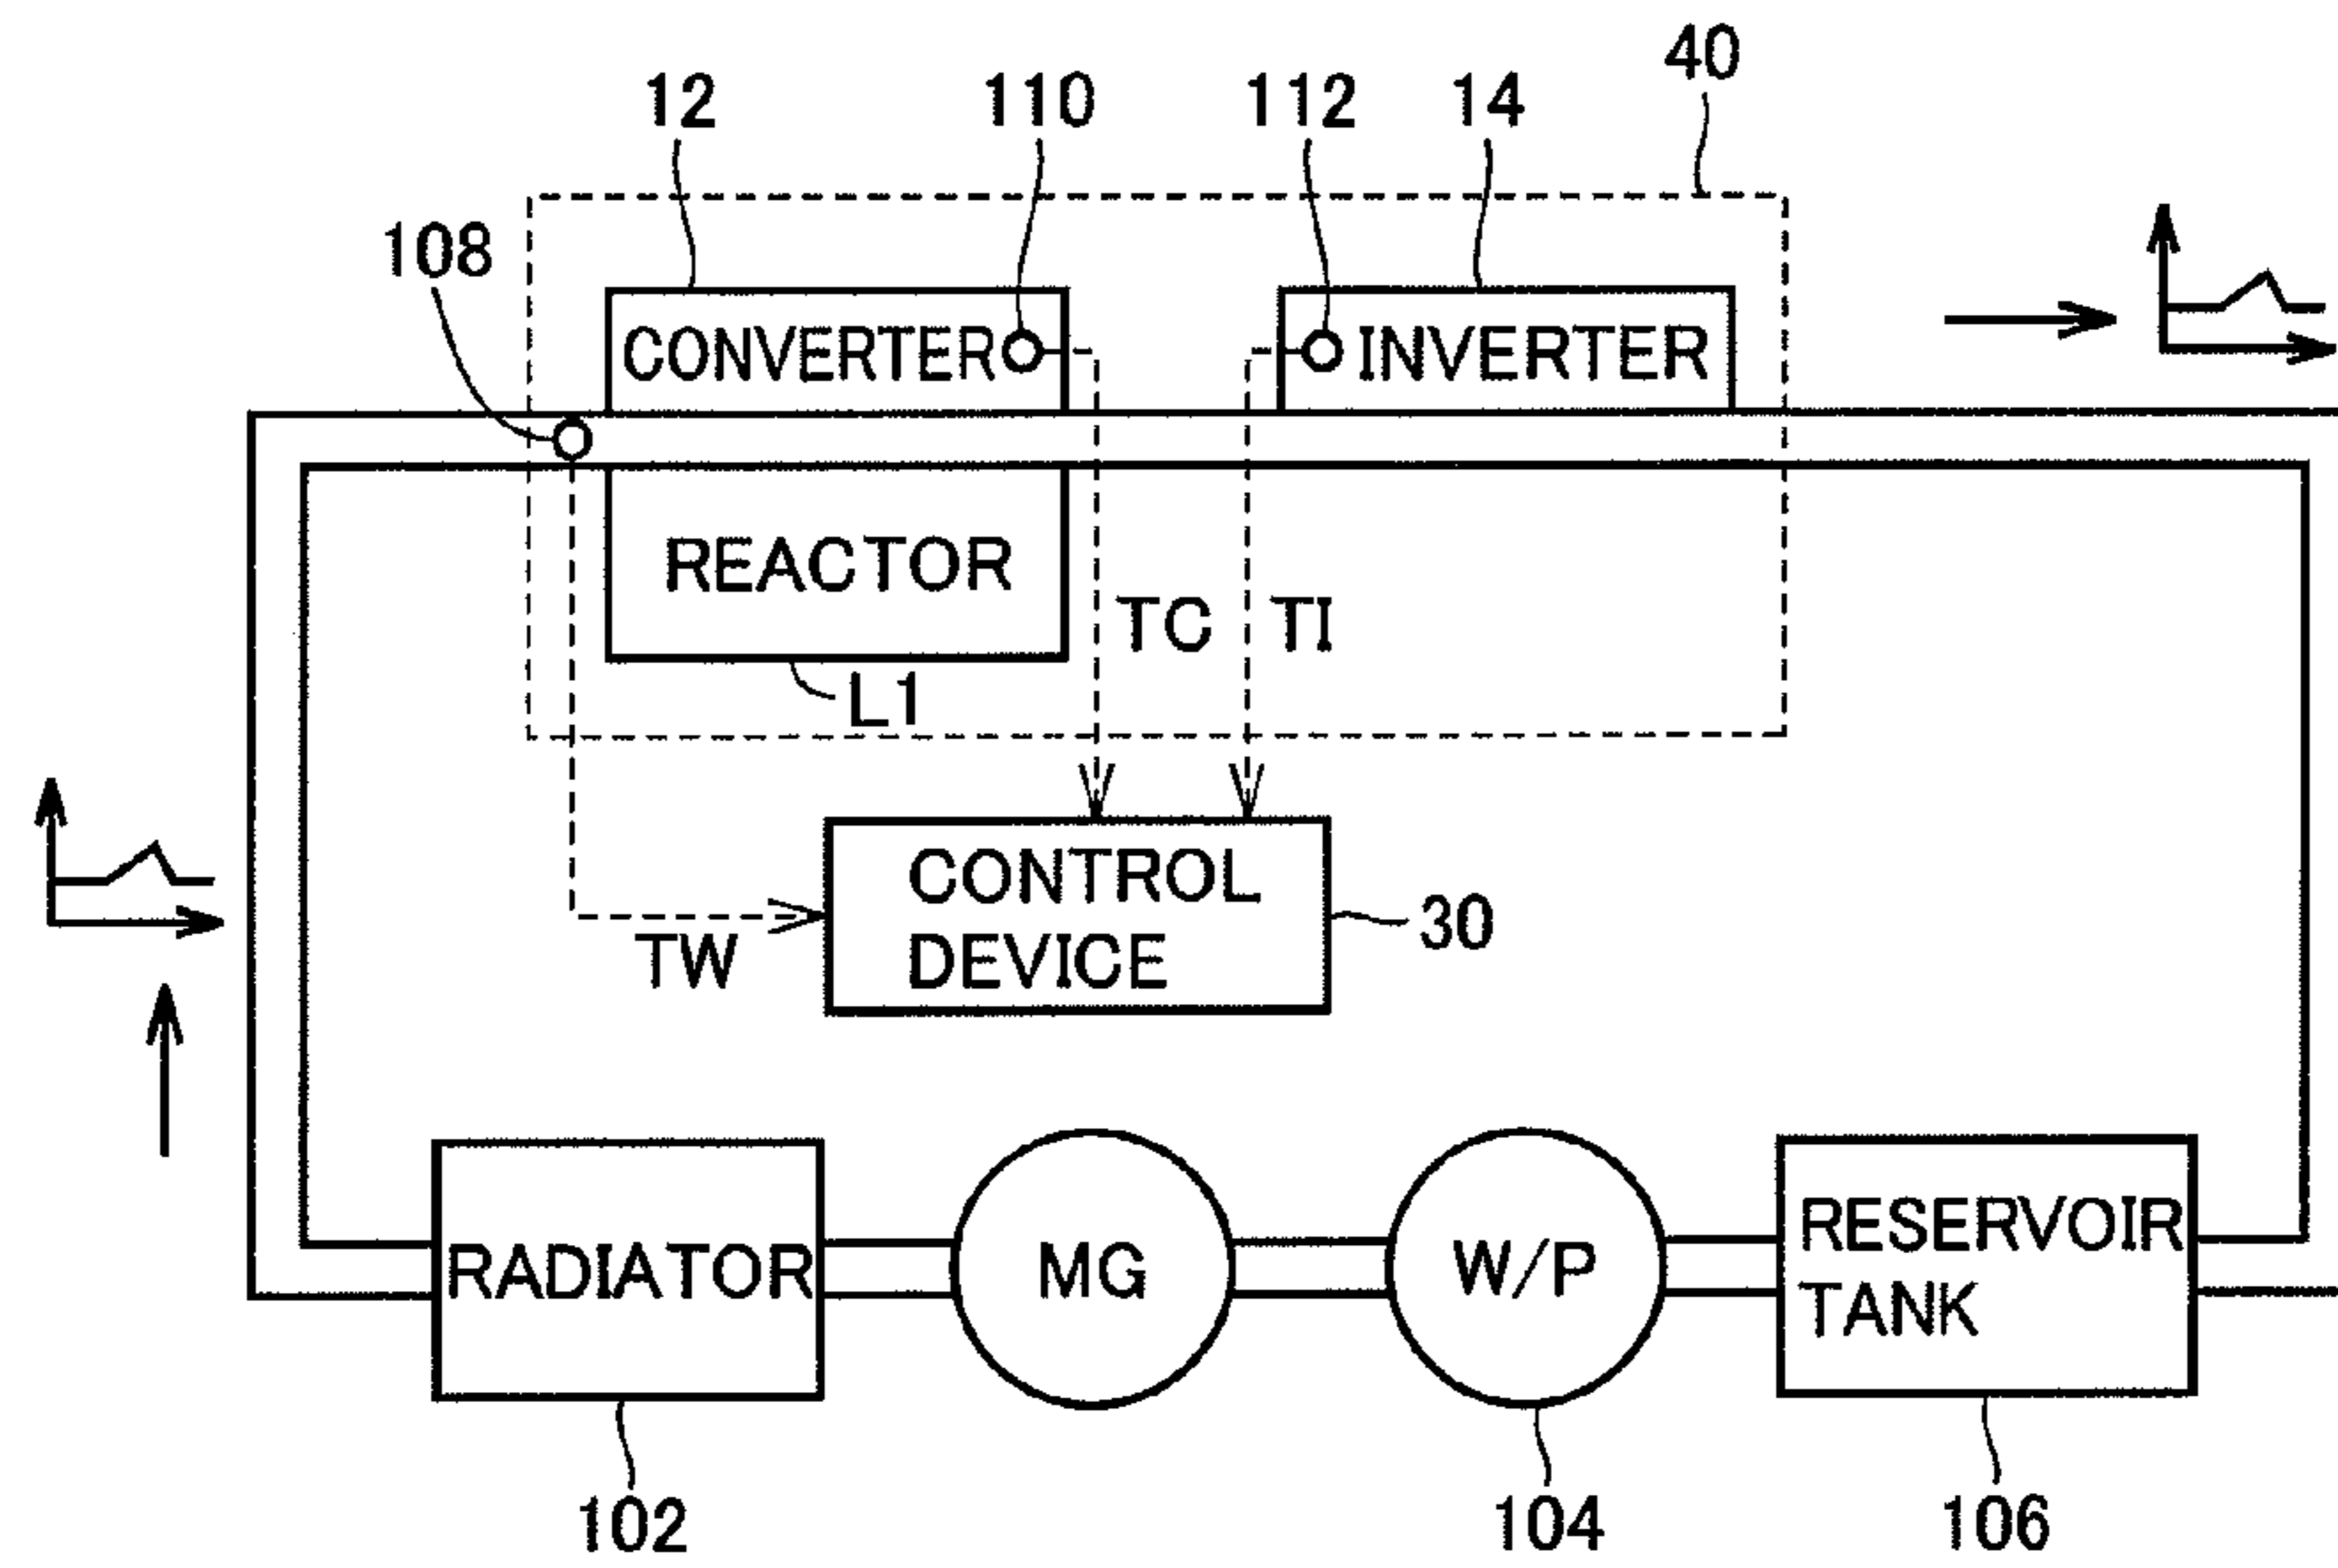 40
12
110
112
14
108
CONVERTER
INVERTER
REACTOR
TC
TI
L1
CONTROL
DEVICE
30
TW
RADIATOR
MG
W/P
RESERVOIR
TANK
102
104
106